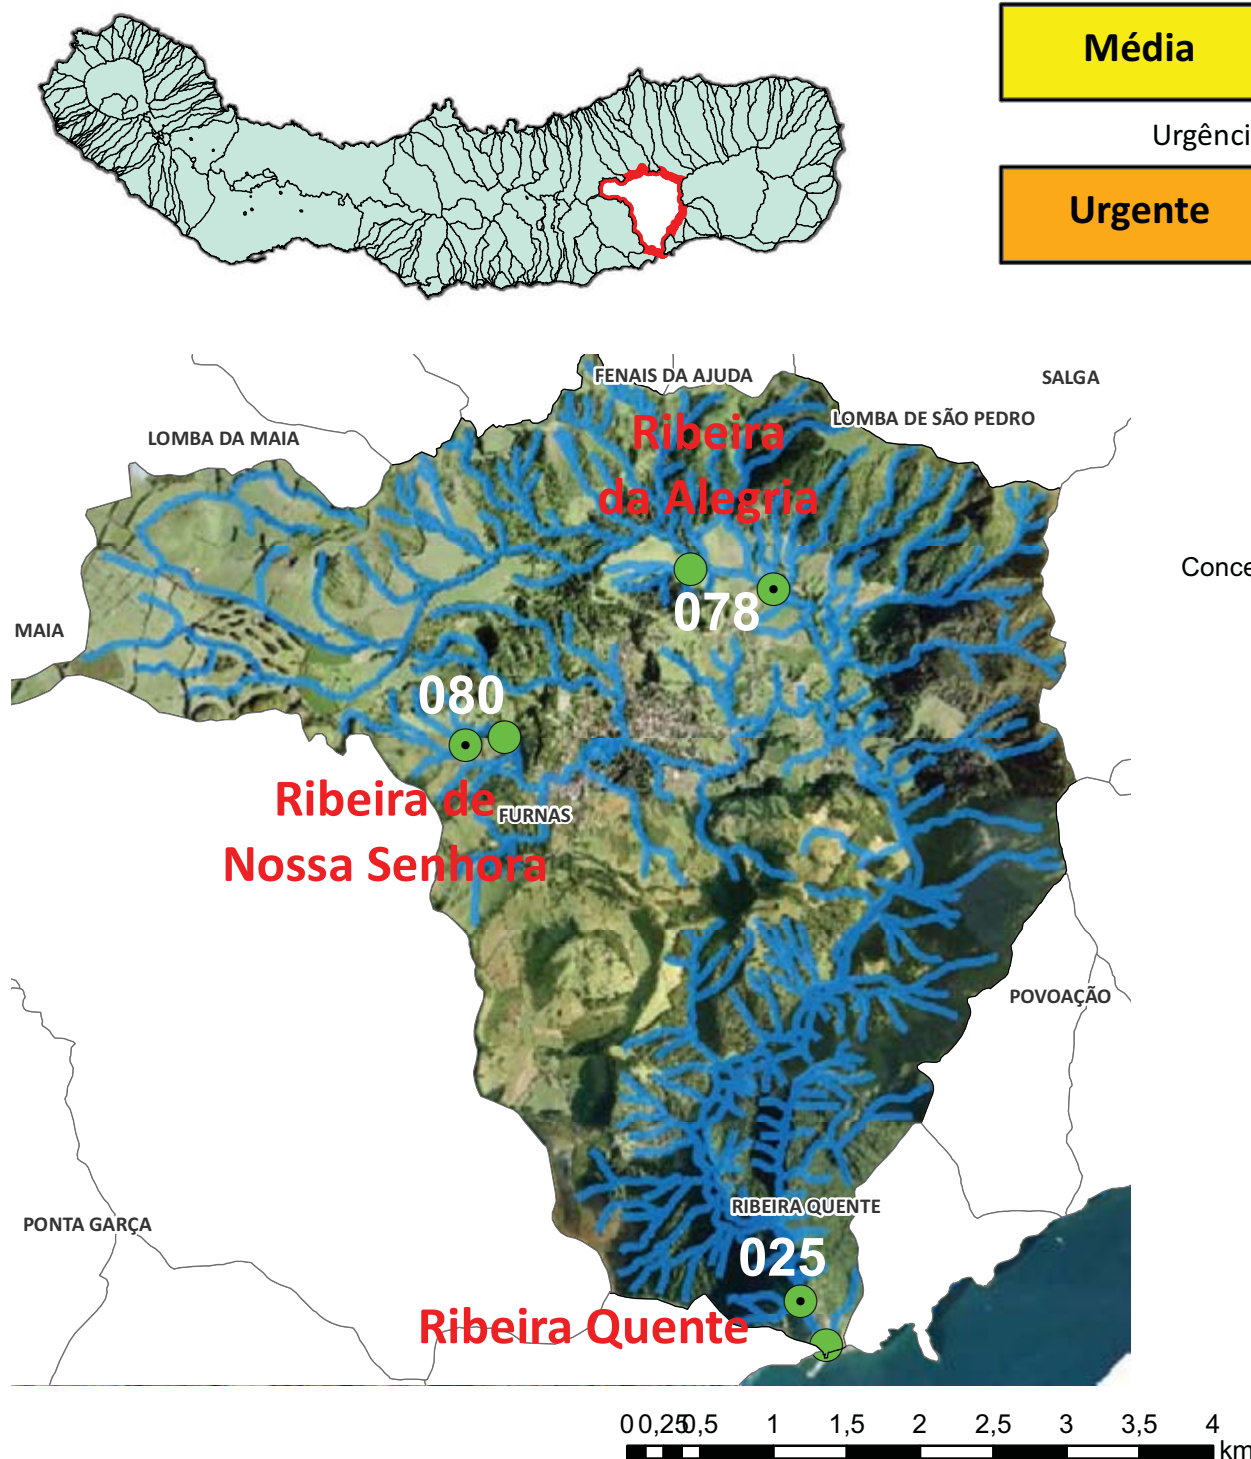 Média
Urgênci
Urgente
FENAIS DA AJUDA
SALGA
LOMBA DE SÃO PEDRO
LOMBA DA MAIA
Ribeira
da Alegria
Conce
078
MAIA
080
Ribeira de
FURNAS
Nossa Senhora
POVOAÇÃO
RIBEIRA QUENTE
PONTA GARÇA
025
Ribeira Quente
0 0,25 0,5 1 1,5 2 2,5 3 3,5 4
km